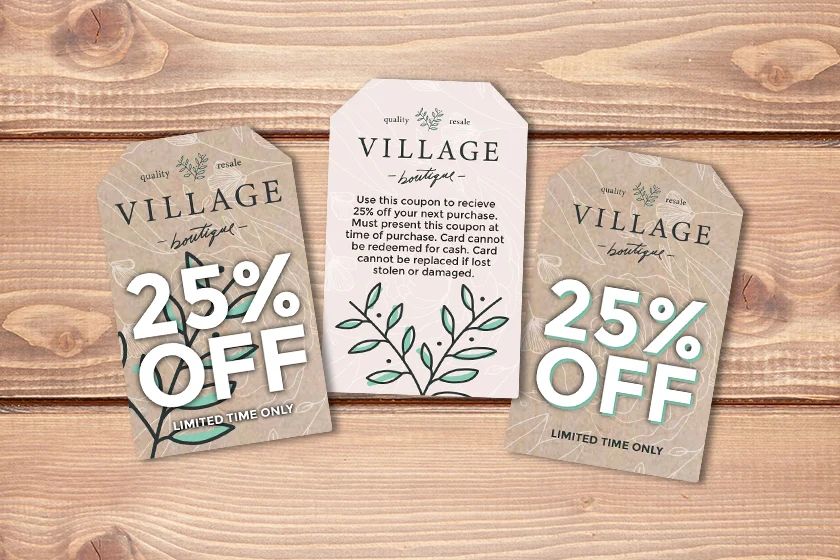 quality resale
VILLAGE
-boutique-
25%
OFF
LIMITED TIME ONLY
quality resale
VILLAGE
-boutique-
Use this coupon to recieve
25% off your next purchase.
Must present this coupon at
time of purchase. Card cannot
be redeemed for cash. Card
cannot be replaced if lost
stolen or damaged.
quality resale
VILLAGE
-boutique-
25%
OFF
LIMITED TIME ONLY